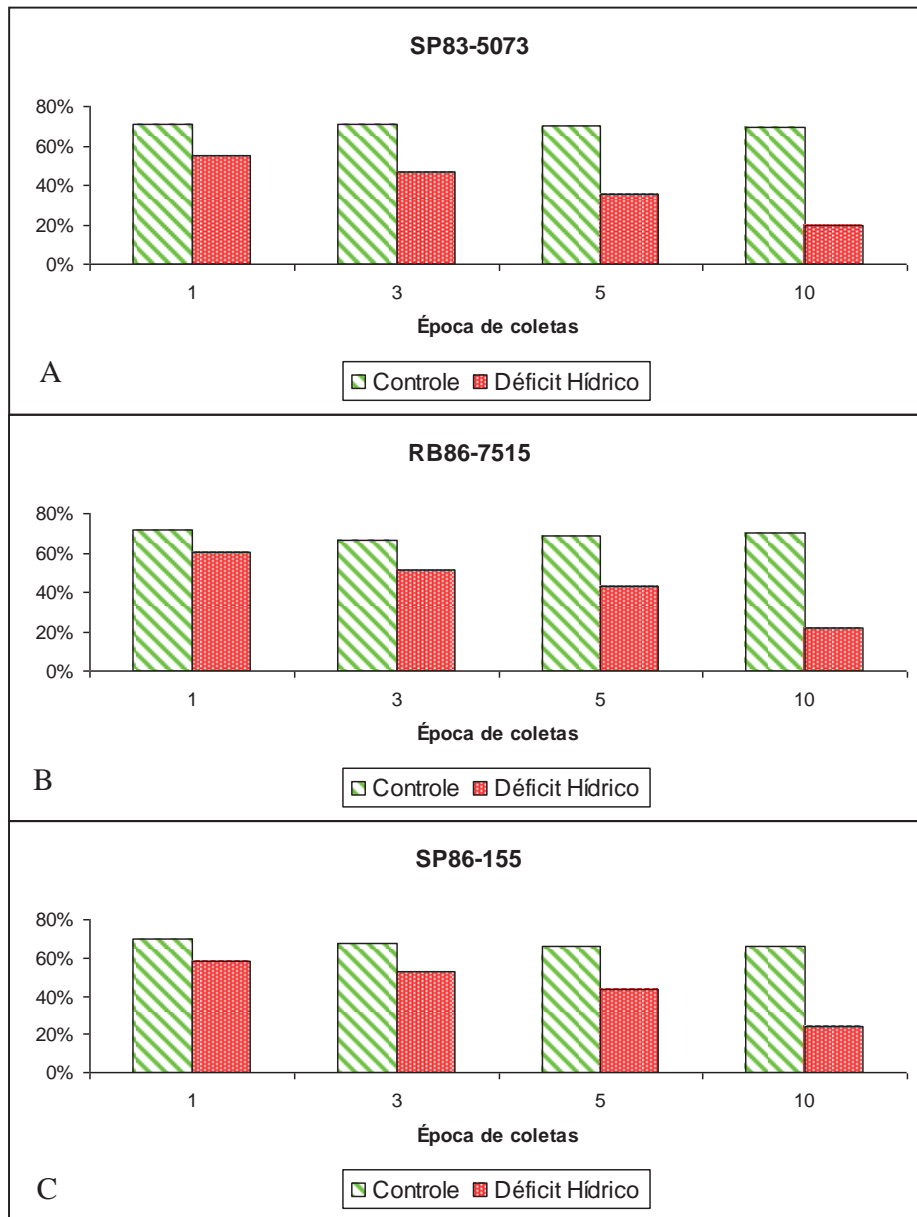 SP83-5073
80%
60%
40%
20%
0%
1 3 5 10
Época de coletas
A
Controle Déficit Hídrico
RB86-7515
80%
60%
40%
20%
0%
1 3 5 10
Época de coletas
B
Controle Déficit Hídrico
SP86-155
80%
60%
40%
20%
0%
1 3 5 10
Época de coletas
C
Controle Déficit Hídrico